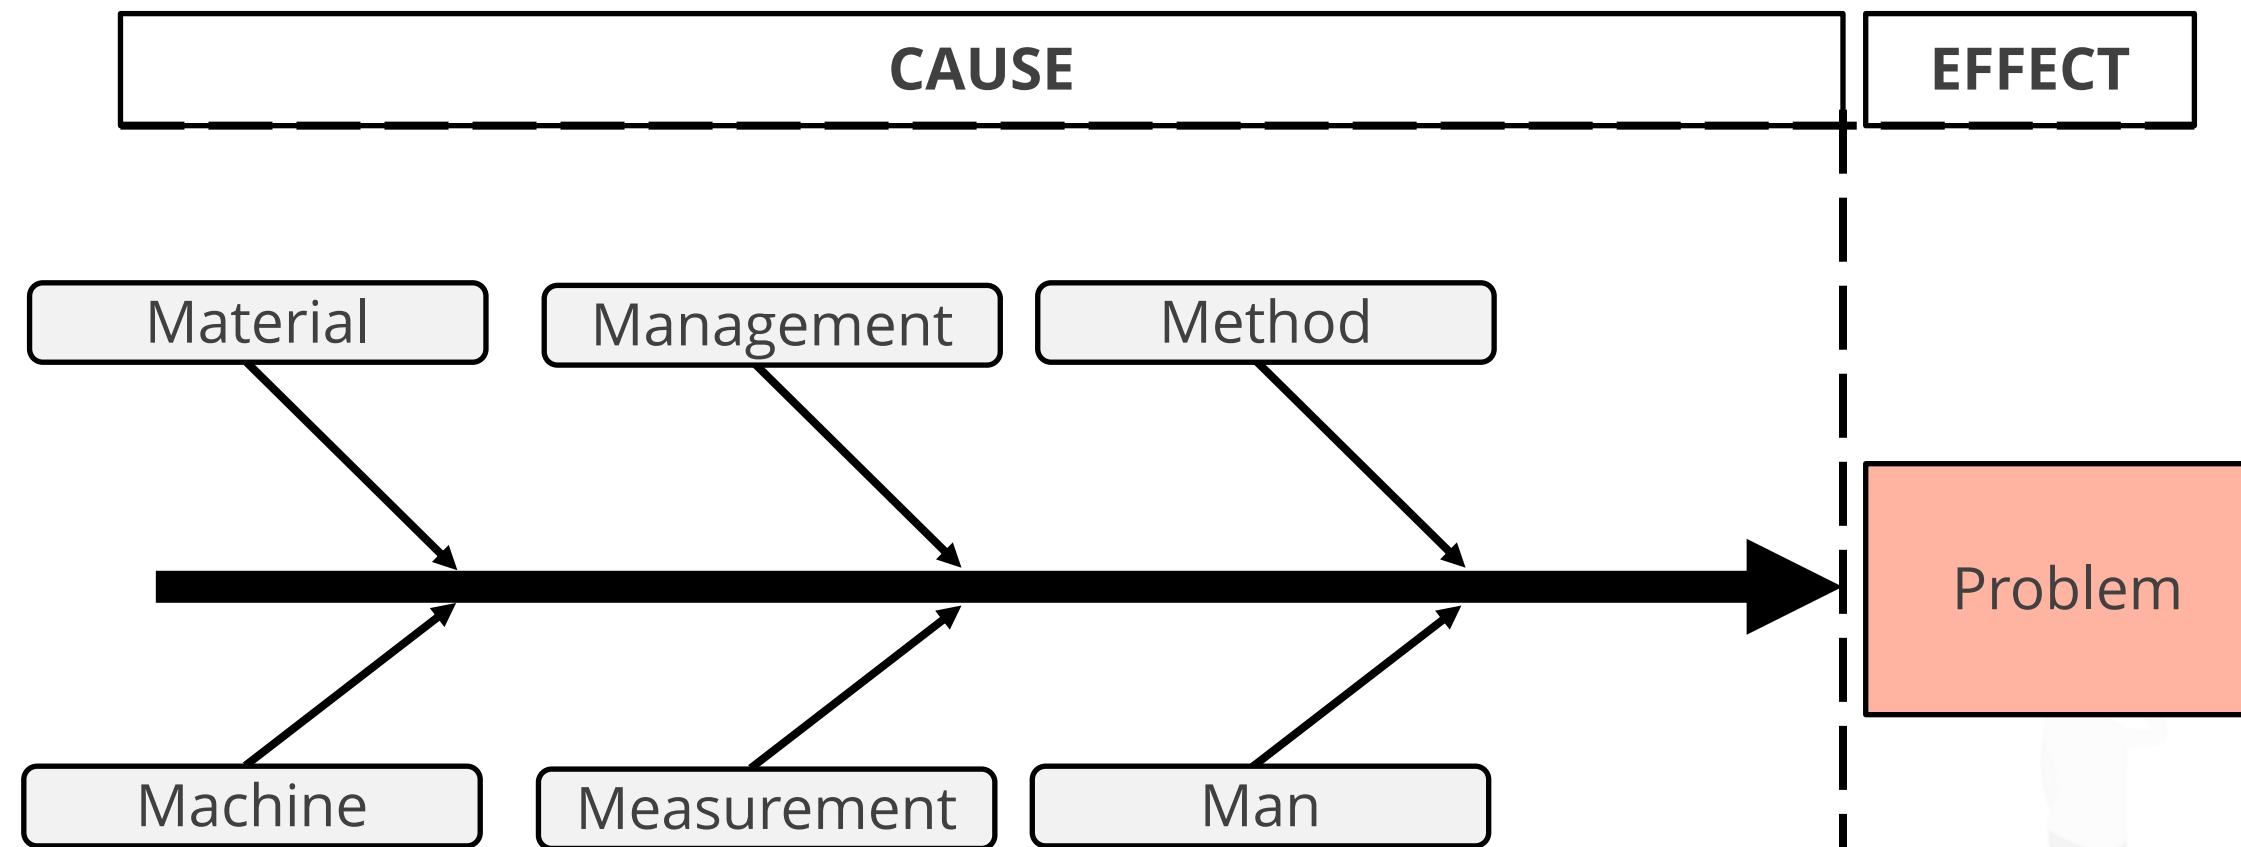 CAUSE
EFFECT
Material
Management
Method
Problem
Machine
Measurement
Man